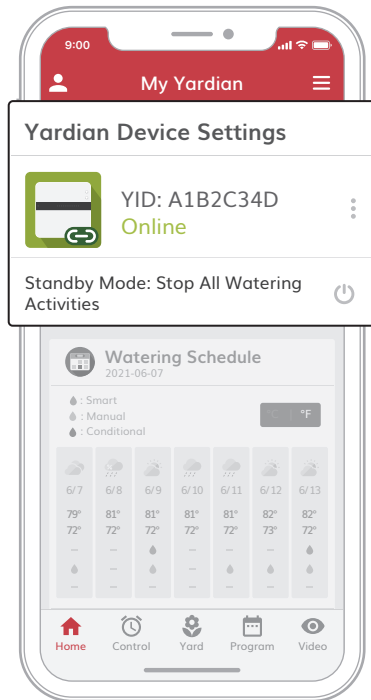 9:00
My Yardian
Yardian Device Settings
YID: A1B2C34D
Online
Standby Mode: Stop All Watering
Activities
Watering Schedule
2021-06-07
: Smart
: Manual
: Conditional
°C °F
6/7 6/8 6/9 6/10 6/11 6/12 6/13
79° 81° 81° 81° 81° 82° 82°
72° 72° 72° 72° 72° 73° 72°
– – – – –
– –
– – – – – – –
Home Control Yard Program Video